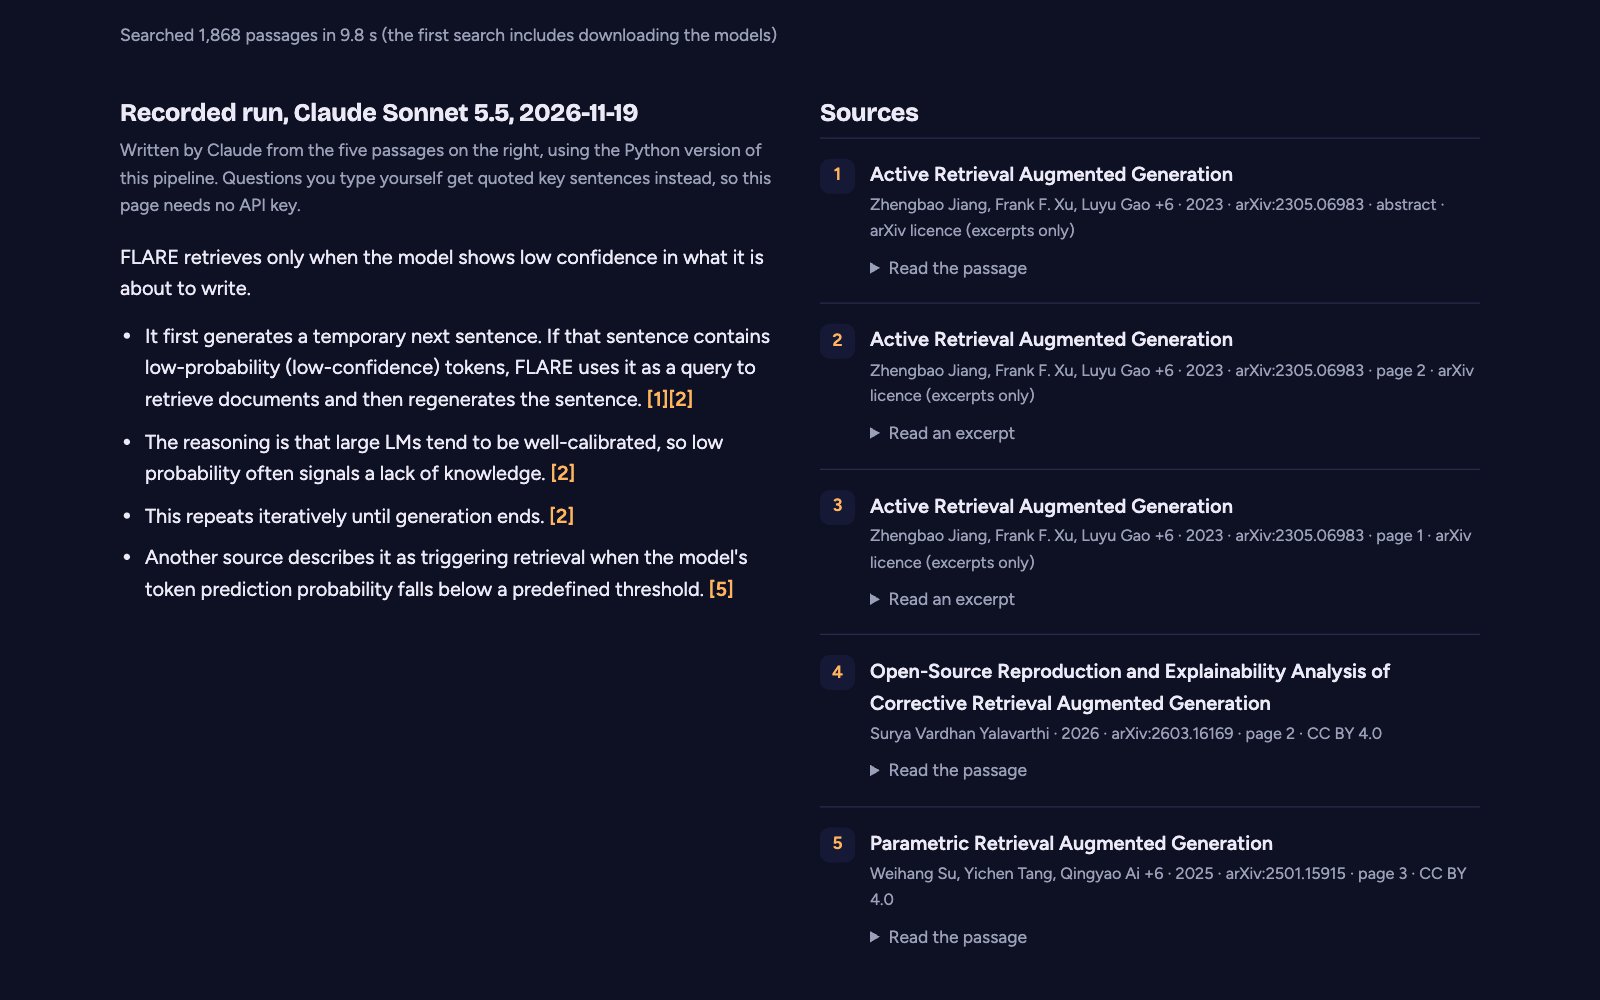 Searched 1,868 passages in 9.8 s (the first search includes downloading the models)
Recorded run, Claude Sonnet 5.5, 2026-11-19
Written by Claude from the five passages on the right, using the Python version of
this pipeline. Questions you type yourself get quoted key sentences instead, so this
page needs no API key.
FLARE retrieves only when the model shows low confidence in what it is
about to write.
• It first generates a temporary next sentence. If that sentence contains
low-probability (low-confidence) tokens, FLARE uses it as a query to
retrieve documents and then regenerates the sentence. [1][2]
• The reasoning is that large LMs tend to be well-calibrated, so low
probability often signals a lack of knowledge. [2]
• This repeats iteratively until generation ends. [2]
• Another source describes it as triggering retrieval when the model's
token prediction probability falls below a predefined threshold. [5]
Sources
1 Active Retrieval Augmented Generation
Zhengbao Jiang, Frank F. Xu, Luyu Gao +6 · 2023 · arXiv:2305.06983 · abstract ·
arXiv licence (excerpts only)
▶ Read the passage
2 Active Retrieval Augmented Generation
Zhengbao Jiang, Frank F. Xu, Luyu Gao +6 · 2023 · arXiv:2305.06983 · page 2 · arXiv
licence (excerpts only)
▶ Read an excerpt
3 Active Retrieval Augmented Generation
Zhengbao Jiang, Frank F. Xu, Luyu Gao +6 · 2023 · arXiv:2305.06983 · page 1 · arXiv
licence (excerpts only)
▶ Read an excerpt
4 Open-Source Reproduction and Explainability Analysis of
Corrective Retrieval Augmented Generation
Surya Vardhan Yalavarthi · 2026 · arXiv:2603.16169 · page 2 · CC BY 4.0
▶ Read the passage
5 Parametric Retrieval Augmented Generation
Weihang Su, Yichen Tang, Qingyao Ai +6 · 2025 · arXiv:2501.15915 · page 3 · CC BY
4.0
▶ Read the passage